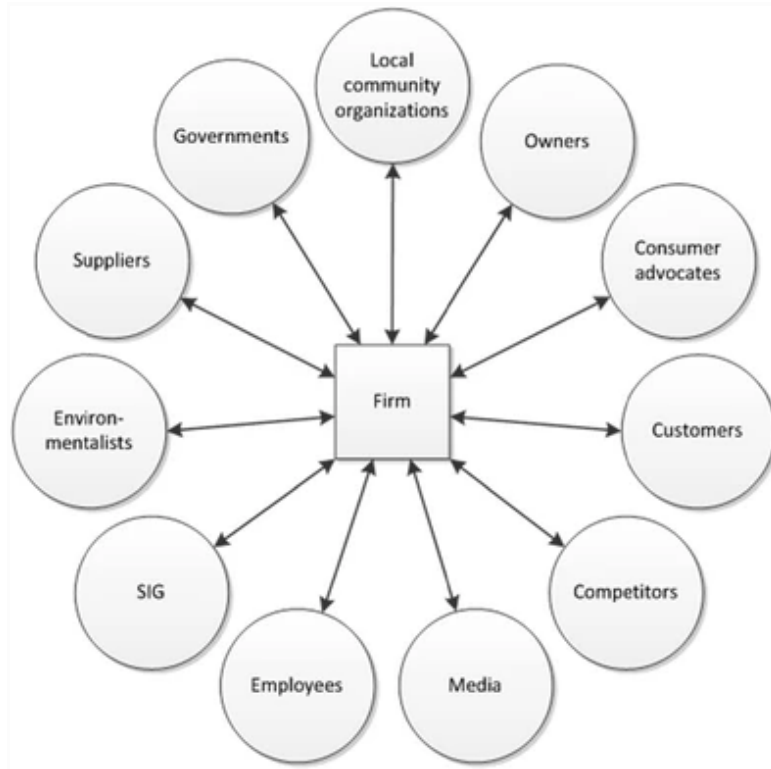 Local
community
organizations
Owners
Consumer
advocates
Customers
Competitors
Media
Employees
SIG
Environ-
mentalists
Suppliers
Governments
Firm